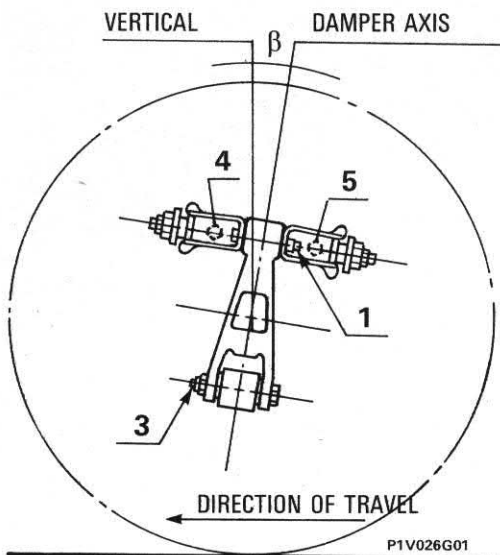 VERTICAL
DAMPER AXIS
β
4
5
1
3
DIRECTION OF TRAVEL
P1V026G01